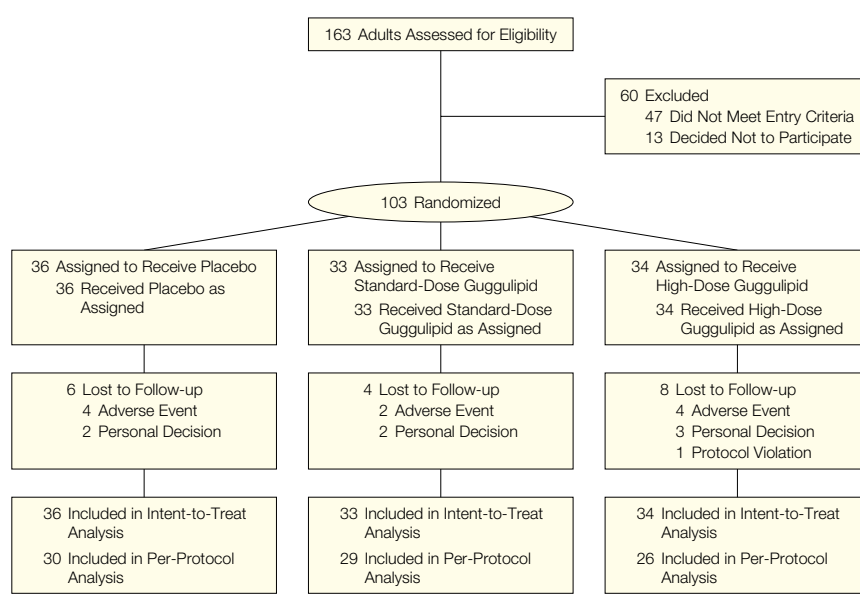 163 Adults Assessed for Eligibility
60 Excluded
47 Did Not Meet Entry Criteria
13 Decided Not to Participate
103 Randomized
36 Assigned to Receive Placebo
36 Received Placebo as
Assigned
33 Assigned to Receive
Standard-Dose Guggulipid
33 Received Standard-Dose
Guggulipid as Assigned
34 Assigned to Receive
High-Dose Guggulipid
34 Received High-Dose
Guggulipid as Assigned
6 Lost to Follow-up
4 Adverse Event
2 Personal Decision
4 Lost to Follow-up
2 Adverse Event
2 Personal Decision
8 Lost to Follow-up
4 Adverse Event
3 Personal Decision
1 Protocol Violation
36 Included in Intent-to-Treat
Analysis
30 Included in Per-Protocol
Analysis
33 Included in Intent-to-Treat
Analysis
29 Included in Per-Protocol
Analysis
34 Included in Intent-to-Treat
Analysis
26 Included in Per-Protocol
Analysis